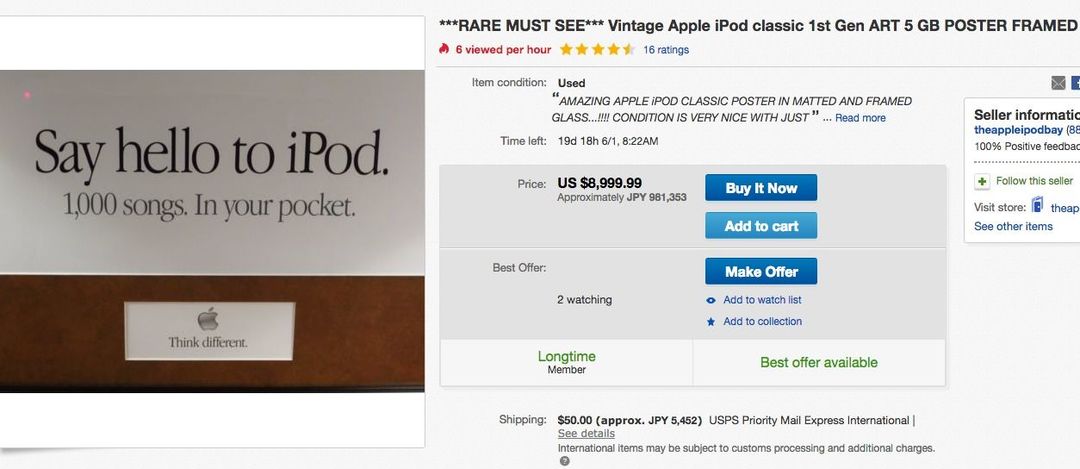 ***RARE MUST SEE*** Vintage Apple iPod classic 1st Gen ART 5 GB POSTER FRAMED
6 viewed per hour 16 ratings
Item condition: Used
“AMAZING APPLE iPOD CLASSIC POSTER IN MATTED AND FRAMED
GLASS...!!!! CONDITION IS VERY NICE WITH JUST” ... Read more
Time left: 19d 18h 6/1, 8:22AM
Price: US $8,999.99
Approximately JPY 981,353
Buy It Now
Add to cart
Best Offer:
Make Offer
2 watching
Add to watch list
Add to collection
Longtime
Member
Best offer available
Shipping: $50.00 (approx. JPY 5,452) USPS Priority Mail Express International |
See details
International items may be subject to customs processing and additional charges.
Say hello to iPod.
1,000 songs. In your pocket.
Think different.
Seller informatio
theappleipodbay (88
100% Positive feedbac
Follow this seller
Visit store: theap
See other items